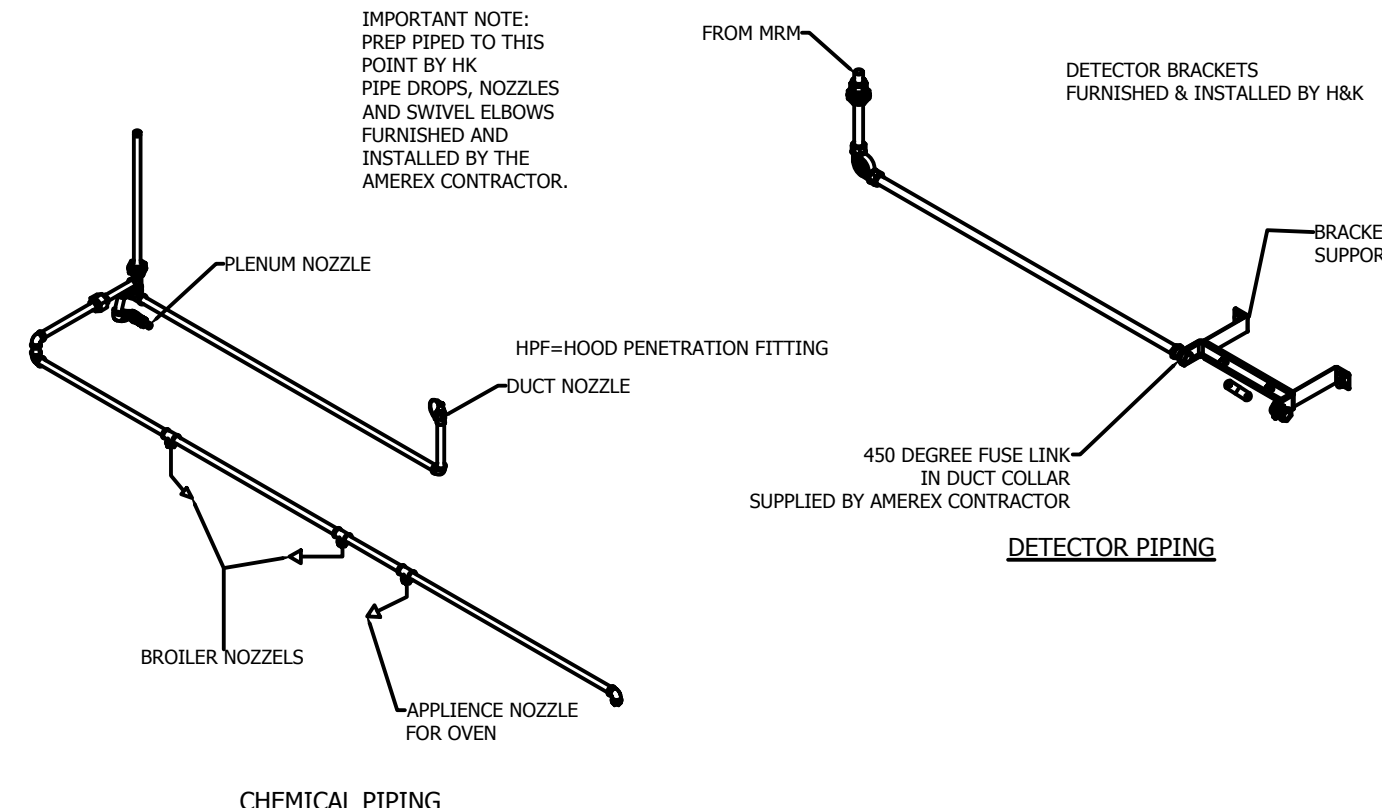 IMPORTANT NOTE:
PREP PIPED TO THIS
POINT BY HK
PIPE DROPS, NOZZLES
AND SWIVEL ELBOWS
FURNISHED AND
INSTALLED BY THE
AMEREX CONTRACTOR.
PLENUM NOZZLE
HPF=HOOD PENETRATION FITTING
DUCT NOZZLE
BROILER NOZZELS
APPLIENCE NOZZLE
FOR OVEN
CHEMICAL PIPING
FROM MRM
DETECTOR BRACKETS
FURNISHED & INSTALLED BY H&K
BRACKE
SUPPOR
450 DEGREE FUSE LINK
IN DUCT COLLAR
SUPPLIED BY AMEREX CONTRACTOR
DETECTOR PIPING